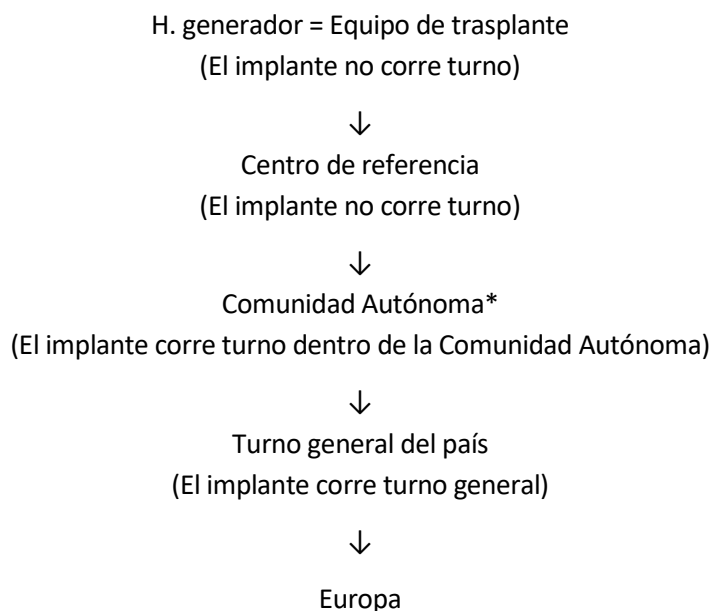 H. generador = Equipo de trasplante
(El implante no corre turno)
↓
Centro de referencia
(El implante no corre turno)
↓
Comunidad Autónoma*
(El implante corre turno dentro de la Comunidad Autónoma)
↓
Turno general del país
(El implante corre turno general)
↓
Europa